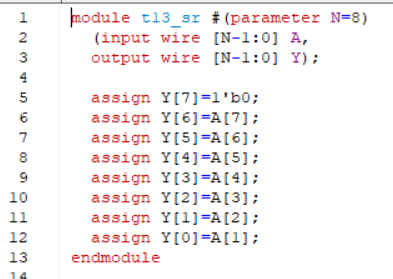 1 module t13_sr #(parameter N=8)
2 (input wire [N-1:0] A,
3 output wire [N-1:0] Y);
4
5 assign Y[7]=1'b0;
6 assign Y[6]=A[7];
7 assign Y[5]=A[6];
8 assign Y[4]=A[5];
9 assign Y[3]=A[4];
10 assign Y[2]=A[3];
11 assign Y[1]=A[2];
12 assign Y[0]=A[1];
13 endmodule
14